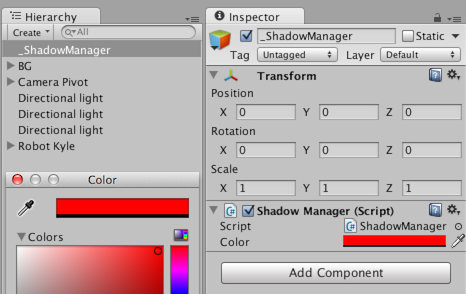 Hierarchy
Create All
_ShadowManager
BG
Camera Pivot
Directional light
Directional light
Directional light
Robot Kyle
Color
Colors
Inspector
_ShadowManager Static
Tag Untagged Layer Default
Transform
Position
X 0 Y 0 Z 0
Rotation
X 0 Y 0 Z 0
Scale
X 1 Y 1 Z 1
C# Shadow Manager (Script)
Script C# ShadowManager
Color
Add Component